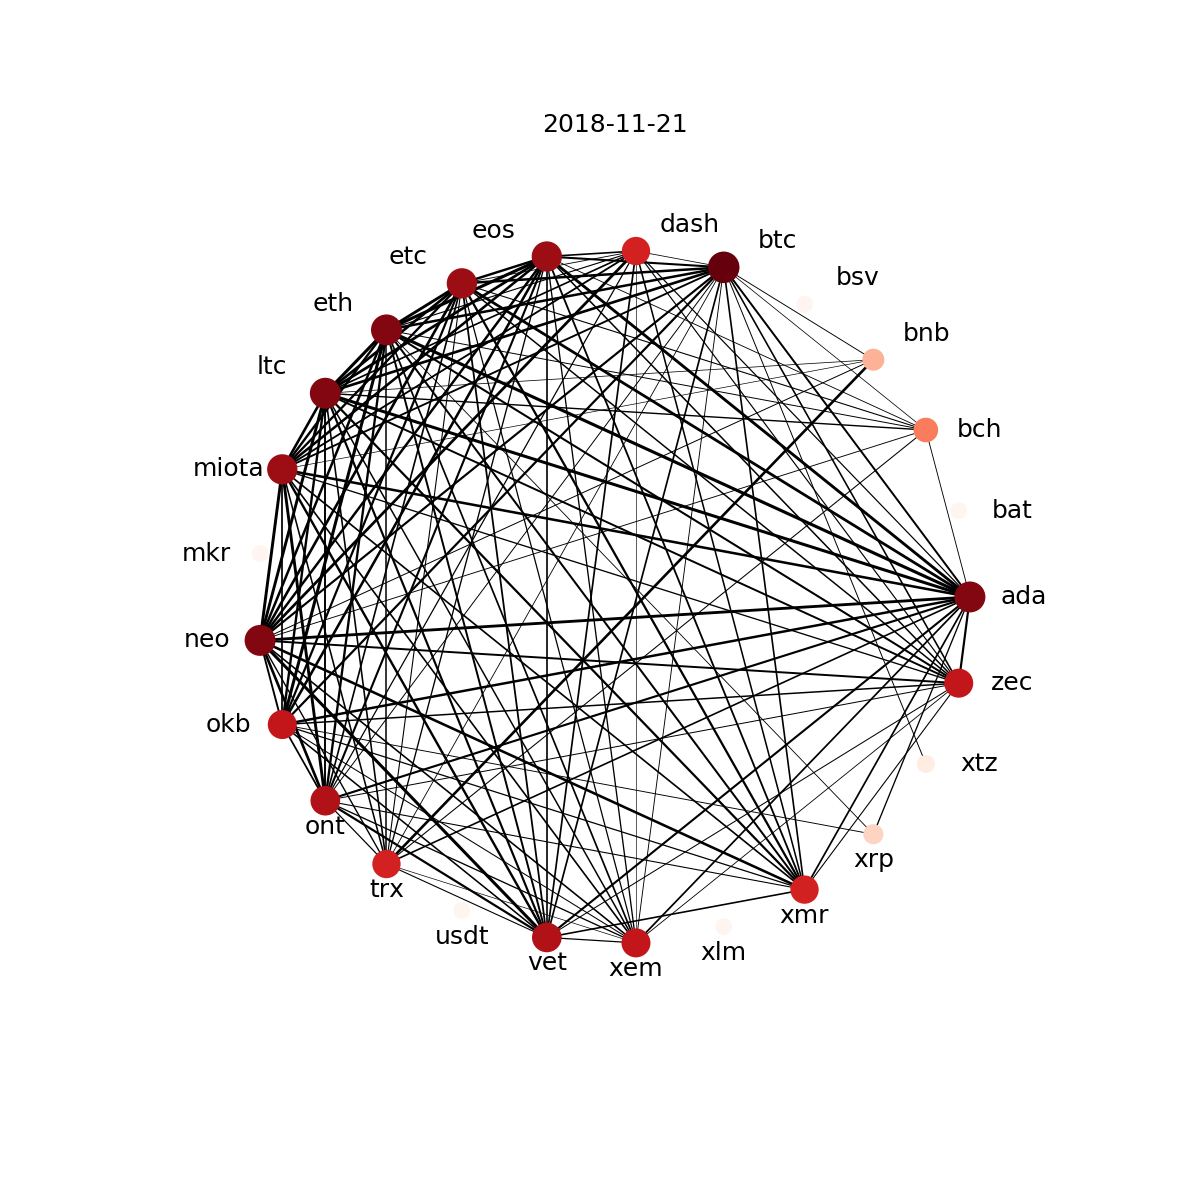 2018-11-21
dash
eos
btc
etc
bsv
eth
bnb
ltc
bch
miota
bat
mkr
ada
neo
zec
okb
xtz
ont
xrp
trx
xmr
usdt
xlm
vet
xem